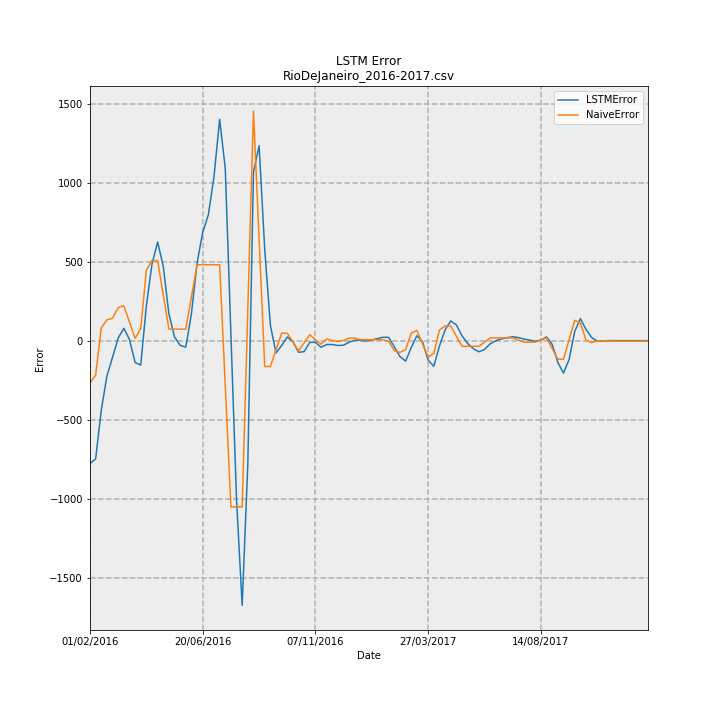 LSTM Error
RioDeJaneiro_2016-2017.csv
LSTMError
NaiveError
1500
1000
500
0
−500
−1000
−1500
Error
01/02/2016
20/06/2016
07/11/2016
27/03/2017
14/08/2017
Date